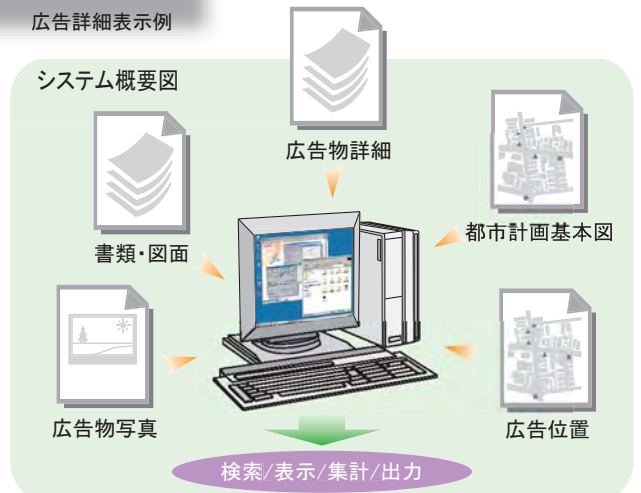 広告詳細表示例
システム概要図
広告物詳細
書類・図面
都市計画基本図
広告物写真
広告位置
検索/表示/集計/出力